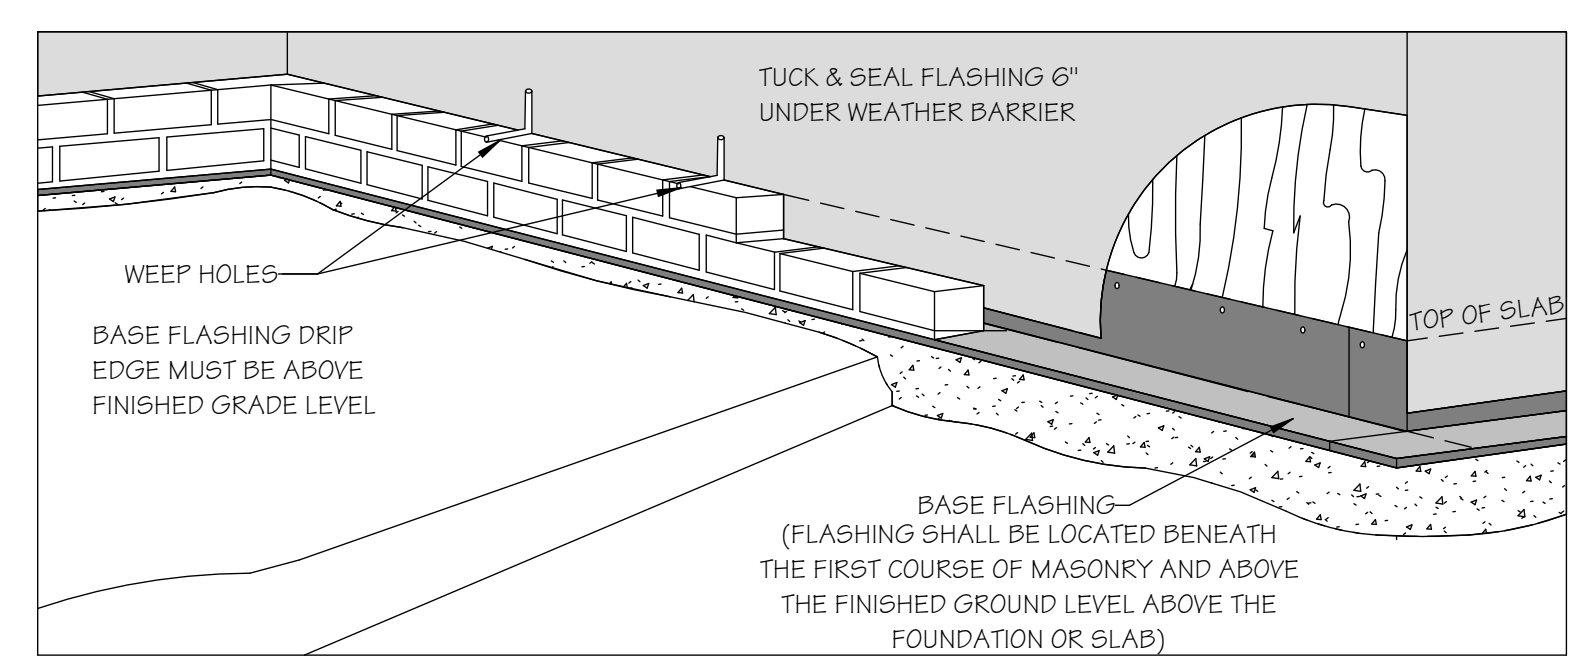 TUCK & SEAL FLASHING 6"
UNDER WEATHER BARRIER
WEEP HOLES
TOP OF SLAB
BASE FLASHING DRIP
EDGE MUST BE ABOVE
FINISHED GRADE LEVEL
BASE FLASHING
(FLASHING SHALL BE LOCATED BENEATH
THE FIRST COURSE OF MASONRY AND ABOVE
THE FINISHED GROUND LEVEL ABOVE THE
FOUNDATION OR SLAB)